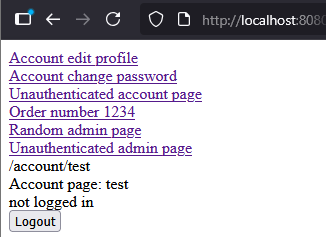 http://localhost:8080
Account edit profile
Account change password
Unauthenticated account page
Order number 1234
Random admin page
Unauthenticated admin page
/account/test
Account page: test
not logged in
Logout